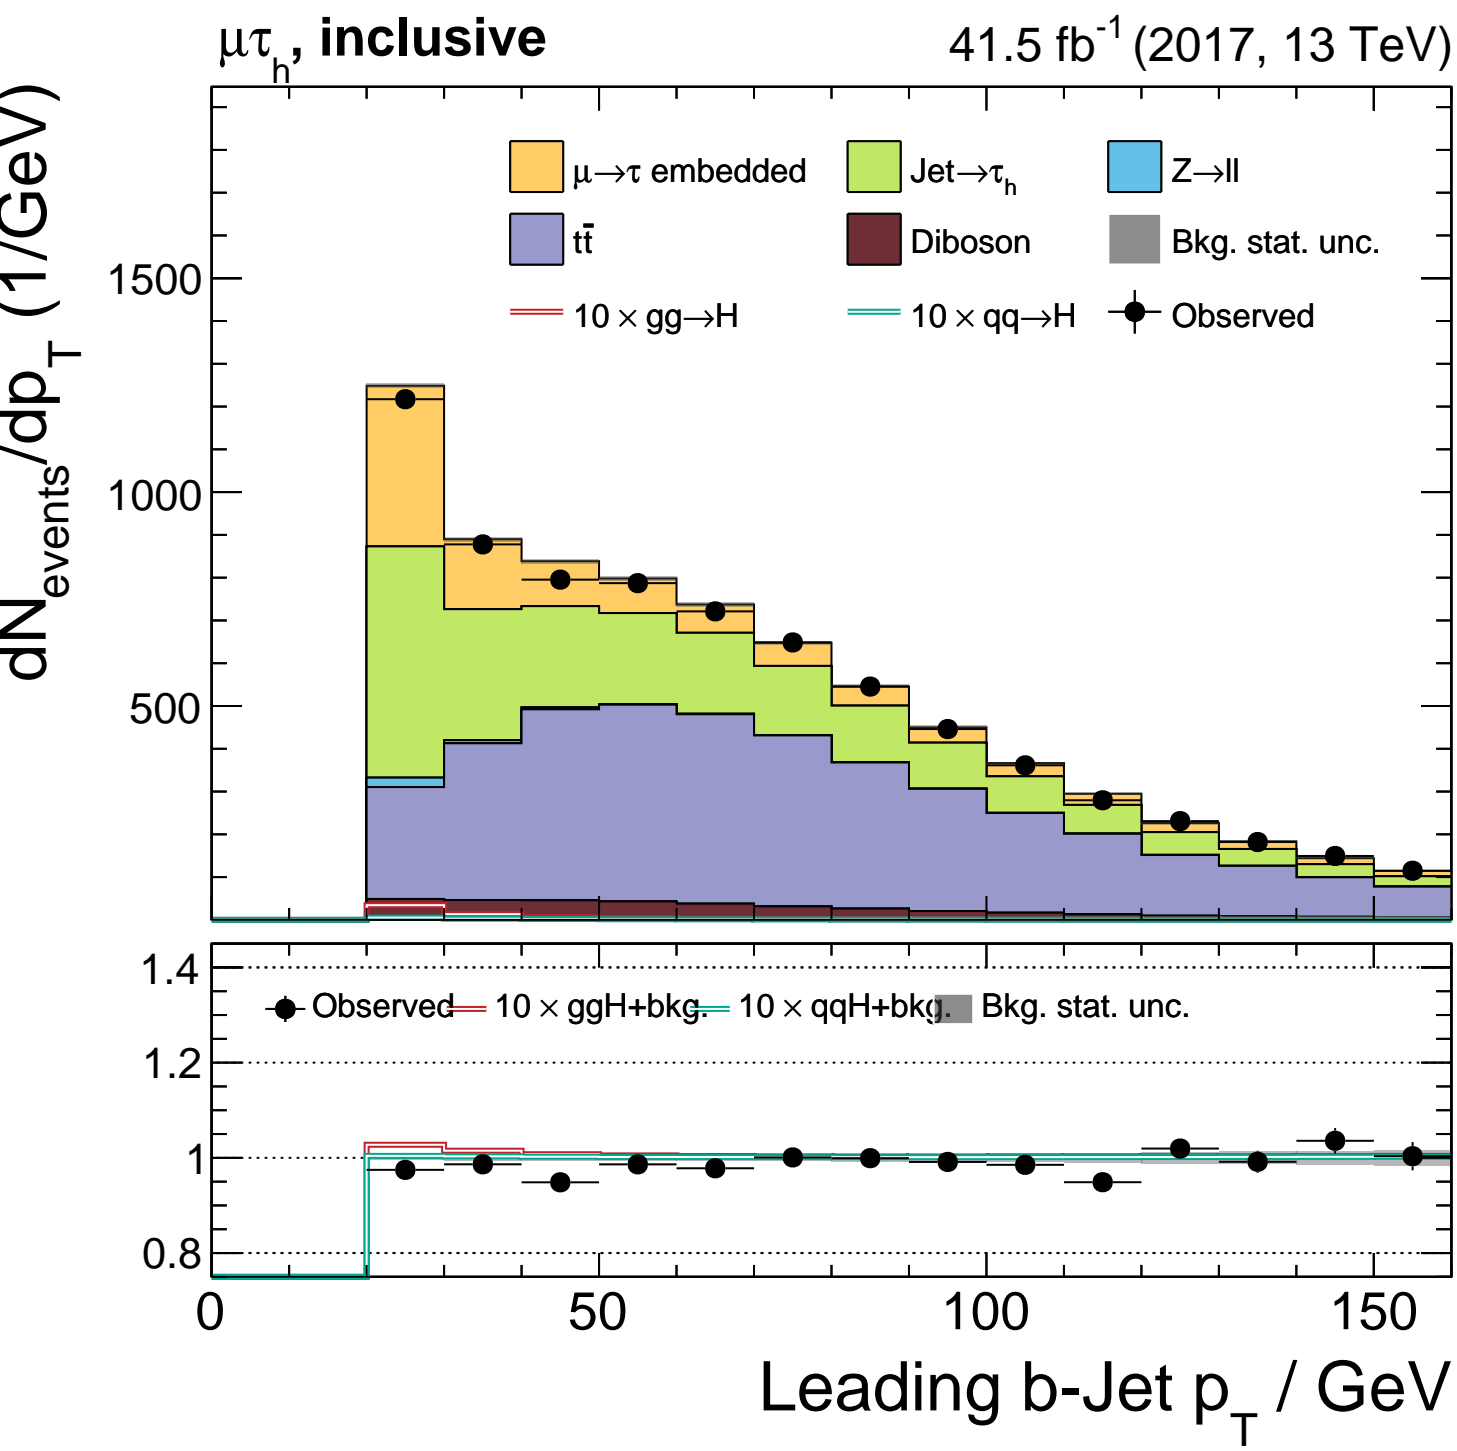 μτh, inclusive
41.5 fb-1 (2017, 13 TeV)
dNevents/dpT (1/GeV)
μ→τ embedded
Jet→τh
Z→ll
tt̄
Diboson
Bkg. stat. unc.
10 × gg→H
10 × qq→H
Observed
1500
1000
500
1.4
Observed
10 × ggH+bkg.
10 × qqH+bkg.
Bkg. stat. unc.
1.2
1
0.8
0
50
100
150
Leading b-Jet pT / GeV